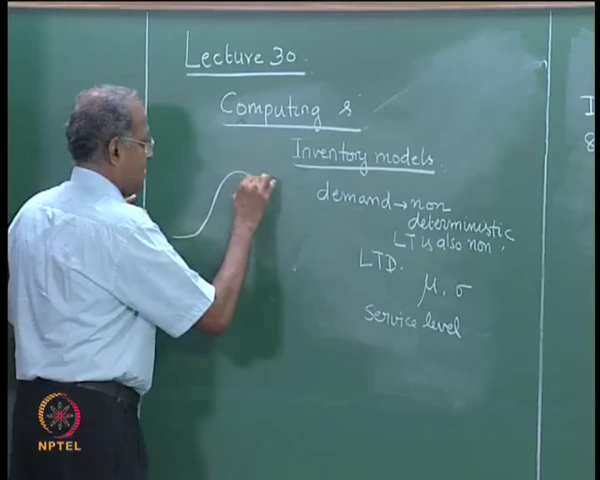 Lecture 30
Computing s
Inventory models
demand → non
deterministic
LT is also non
LTD.
μ, σ
Service level
NPTEL